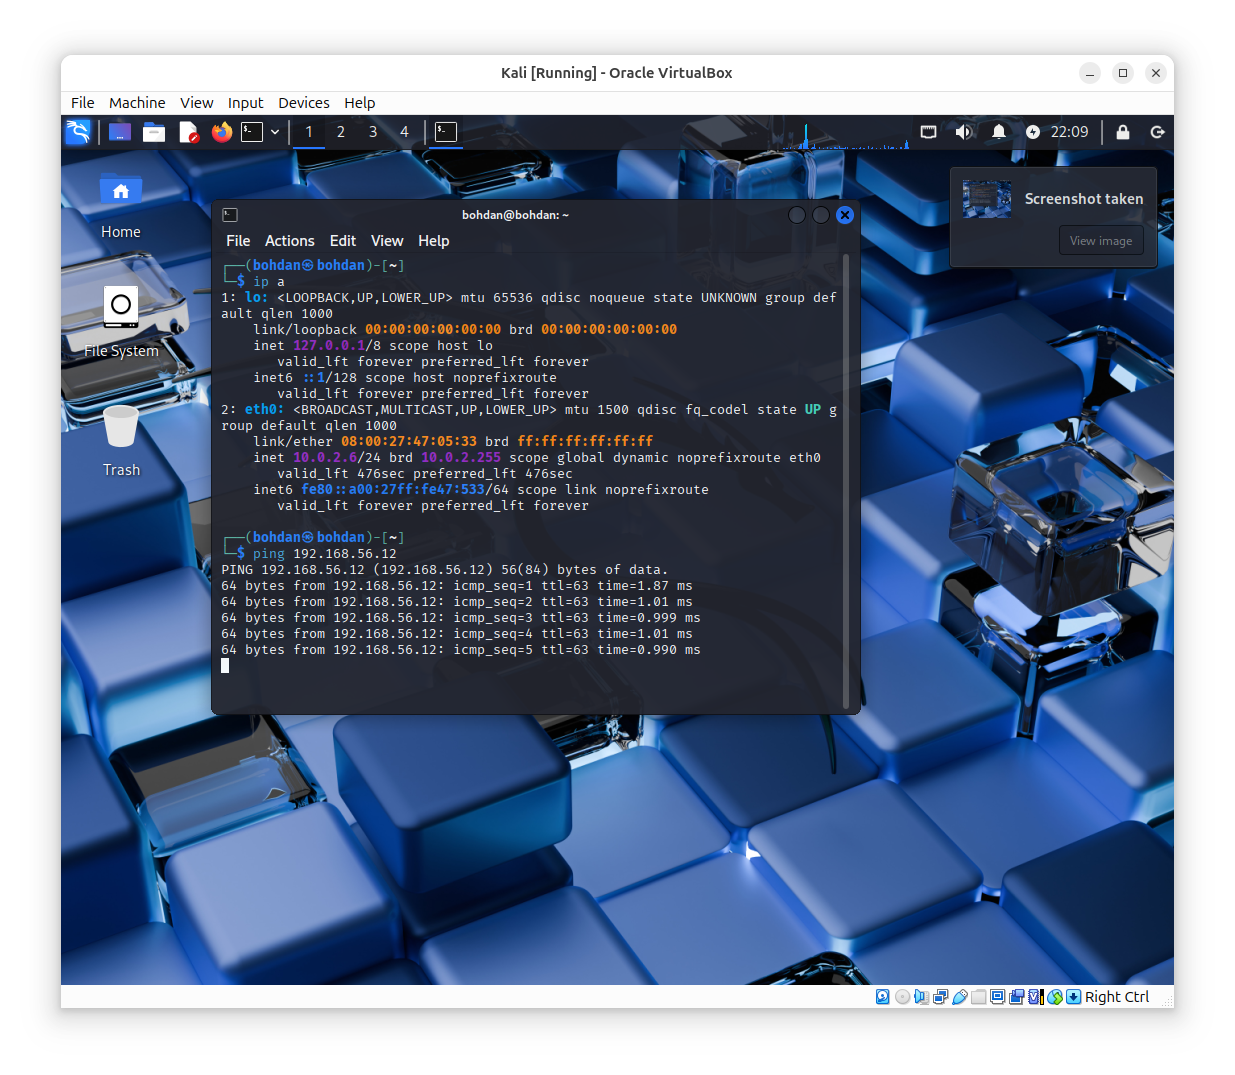 Kali [Running] - Oracle VirtualBox
File Machine View Input Devices Help
1 2 3 4 22:09
Screenshot taken
View image
Home
File System
Trash
bohdan@bohdan: ~
File Actions Edit View Help
┌──(bohdan㉿bohdan)-[~]
└─$ ip a
1: lo: <LOOPBACK,UP,LOWER_UP> mtu 65536 qdisc noqueue state UNKNOWN group def
ault qlen 1000
    link/loopback 00:00:00:00:00:00 brd 00:00:00:00:00:00
    inet 127.0.0.1/8 scope host lo
       valid_lft forever preferred_lft forever
    inet6 ::1/128 scope host noprefixroute
       valid_lft forever preferred_lft forever
2: eth0: <BROADCAST,MULTICAST,UP,LOWER_UP> mtu 1500 qdisc fq_codel state UP g
roup default qlen 1000
    link/ether 08:00:27:47:05:33 brd ff:ff:ff:ff:ff:ff
    inet 10.0.2.6/24 brd 10.0.2.255 scope global dynamic noprefixroute eth0
       valid_lft 476sec preferred_lft 476sec
    inet6 fe80::a00:27ff:fe47:533/64 scope link noprefixroute
       valid_lft forever preferred_lft forever
┌──(bohdan㉿bohdan)-[~]
└─$ ping 192.168.56.12
PING 192.168.56.12 (192.168.56.12) 56(84) bytes of data.
64 bytes from 192.168.56.12: icmp_seq=1 ttl=63 time=1.87 ms
64 bytes from 192.168.56.12: icmp_seq=2 ttl=63 time=1.01 ms
64 bytes from 192.168.56.12: icmp_seq=3 ttl=63 time=0.999 ms
64 bytes from 192.168.56.12: icmp_seq=4 ttl=63 time=1.01 ms
64 bytes from 192.168.56.12: icmp_seq=5 ttl=63 time=0.990 ms
Right Ctrl